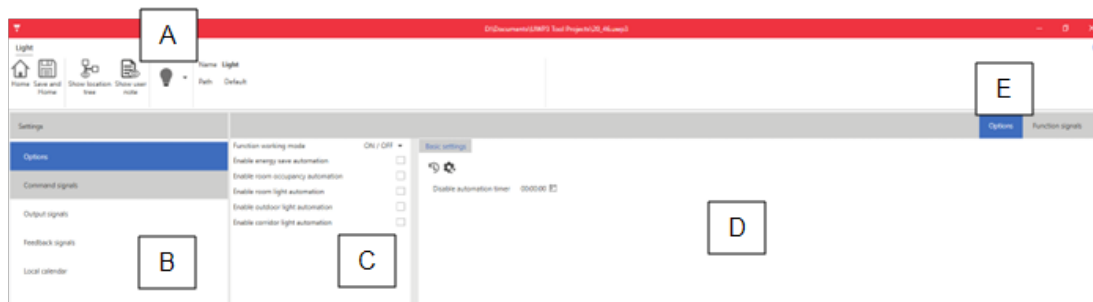 D:\Documents\UWP3 Tool Projects\20_f4.uwp3
A
Light
Home
Save and Home
Show location tree
Show user note
Name Light
Path Default
E
Settings
Options Function signals
Options
Command signals
Output signals
Feedback signals
Local calendar
B
Function working mode ON / OFF
Enable energy save automation
Enable room occupancy automation
Enable room light automation
Enable outdoor light automation
Enable corridor light automation
C
Basic settings
Disable automation timer 00:00:00
D